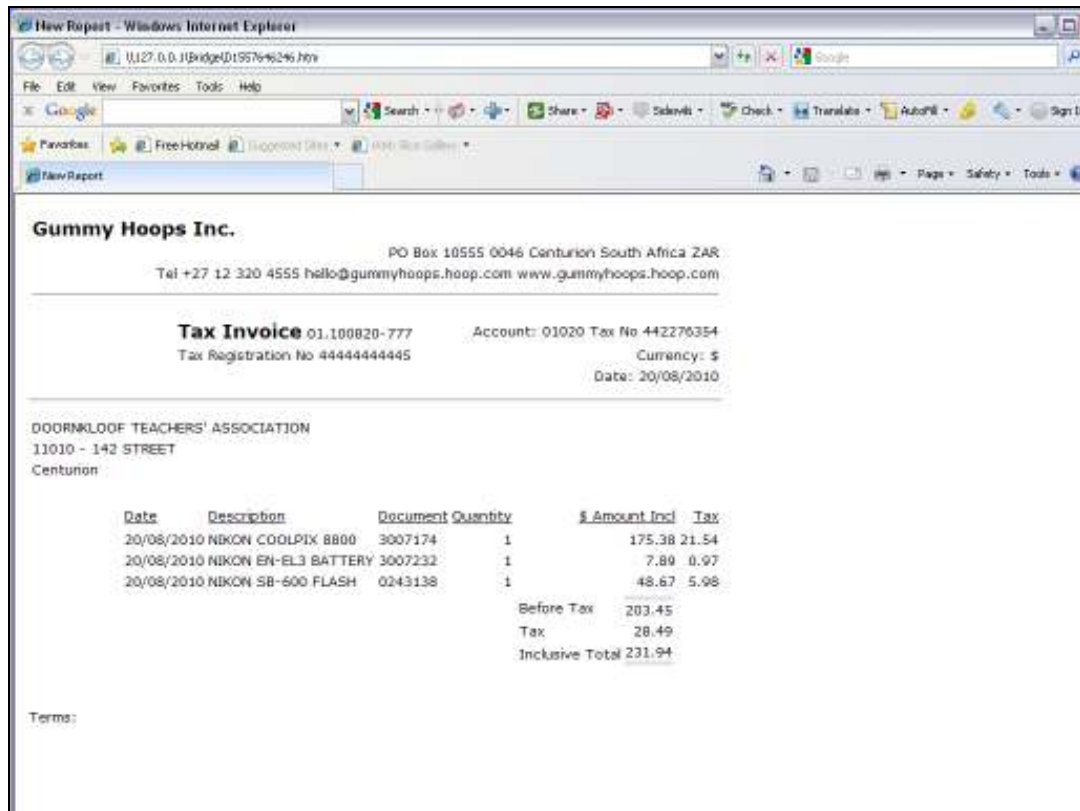 New Report - Windows Internet Explorer
Google
File Edit View Favorites Tools Help
Google Search Share Sidewiki Check Translate AutoFill Sign I
Favorites Free Hotmail Suggested Sites Web Slice Gallery
New Report Page Safety Tools
Gummy Hoops Inc.
PO Box 10555 0046 Centurion South Africa ZAR
Tel +27 12 320 4555 hello@gummyhoops.hoop.com www.gummyhoops.hoop.com
Tax Invoice 01.100820-777 Account: 01020 Tax No 442276354
Tax Registration No 44444444445 Currency: $
Date: 20/08/2010
DOORNKLOOF TEACHERS' ASSOCIATION
11010 - 142 STREET
Centurion
Date Description Document Quantity $ Amount Incl Tax
20/08/2010 NIKON COOLPIX 8800 3007174 1 175.38 21.54
20/08/2010 NIKON EN-EL3 BATTERY 3007232 1 7.89 0.97
20/08/2010 NIKON SB-600 FLASH 0243138 1 48.67 5.98
Before Tax 203.45
Tax 28.49
Inclusive Total 231.94
Terms: